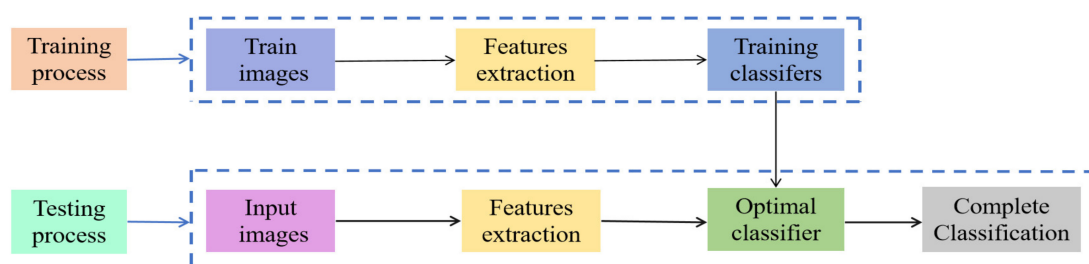 Training
process
Train
images
Features
extraction
Training
classifers
Testing
process
Input
images
Features
extraction
Optimal
classifier
Complete
Classification